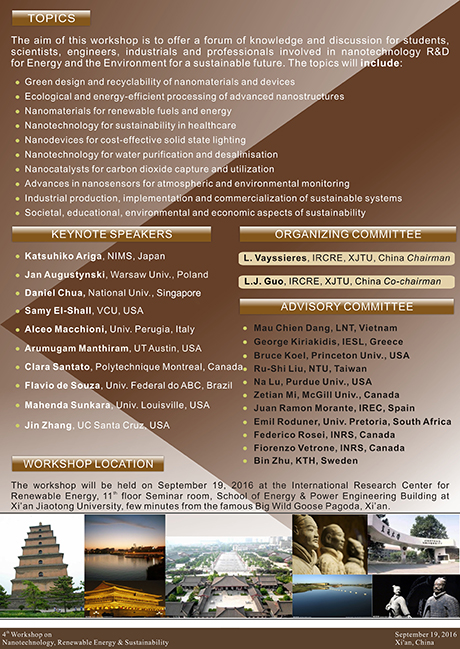 TOPICS
The aim of this workshop is to offer a forum of knowledge and discussion for students,
scientists, engineers, industrials and professionals involved in nanotechnology R&D
for Energy and the Environment for a sustainable future. The topics will include:
Green design and recyclability of nanomaterials and devices
Ecological and energy-efficient processing of advanced nanostructures
Nanomaterials for renewable fuels and energy
Nanotechnology for sustainability in healthcare
Nanodevices for cost-effective solid state lighting
Nanotechnology for water purification and desalinisation
Nanocatalysts for carbon dioxide capture and utilization
Advances in nanosensors for atmospheric and environmental monitoring
Industrial production, implementation and commercialization of sustainable systems
Societal, educational, environmental and economic aspects of sustainability
KEYNOTE SPEAKERS
Katsuhiko Ariga, NIMS, Japan
Jan Augustynski, Warsaw Univ., Poland
Daniel Chua, National Univ., Singapore
Samy El-Shall, VCU, USA
Alceo Macchioni, Univ. Perugia, Italy
Arumugam Manthiram, UT Austin, USA
Clara Santato, Polytechnique Montreal, Canada
Flavio de Souza, Univ. Federal do ABC, Brazil
Mahenda Sunkara, Univ. Louisville, USA
Jin Zhang, UC Santa Cruz, USA
ORGANIZING COMMITTEE
L. Vayssieres, IRCRE, XJTU, China Chairman
L.J. Guo, IRCRE, XJTU, China Co-chairman
ADVISORY COMMITTEE
Mau Chien Dang, LNT, Vietnam
George Kiriakidis, IESL, Greece
Bruce Koel, Princeton Univ., USA
Ru-Shi Liu, NTU, Taiwan
Na Lu, Purdue Univ., USA
Zetian Mi, McGill Univ., Canada
Juan Ramon Morante, IREC, Spain
Emil Roduner, Univ. Pretoria, South Africa
Federico Rosei, INRS, Canada
Fiorenzo Vetrone, INRS, Canada
Bin Zhu, KTH, Sweden
WORKSHOP LOCATION
The workshop will be held on September 19, 2016 at the International Research Center for
Renewable Energy, 11th floor Seminar room, School of Energy & Power Engineering Building at
Xi'an Jiaotong University, few minutes from the famous Big Wild Goose Pagoda, Xi'an.
4th Workshop on
Nanotechnology, Renewable Energy & Sustainability
September 19, 2016
Xi'an, China